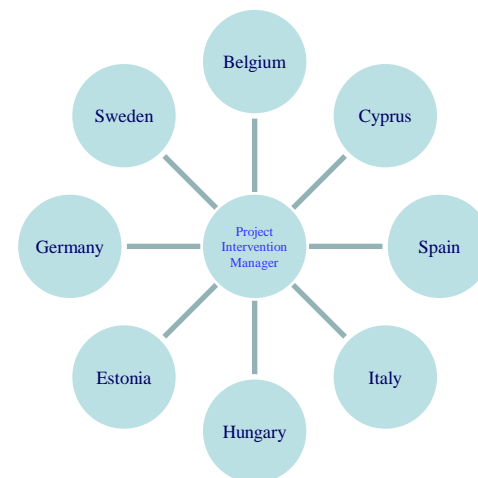 Belgium
Sweden
Cyprus
Germany
Project
Intervention
Manager
Spain
Estonia
Italy
Hungary